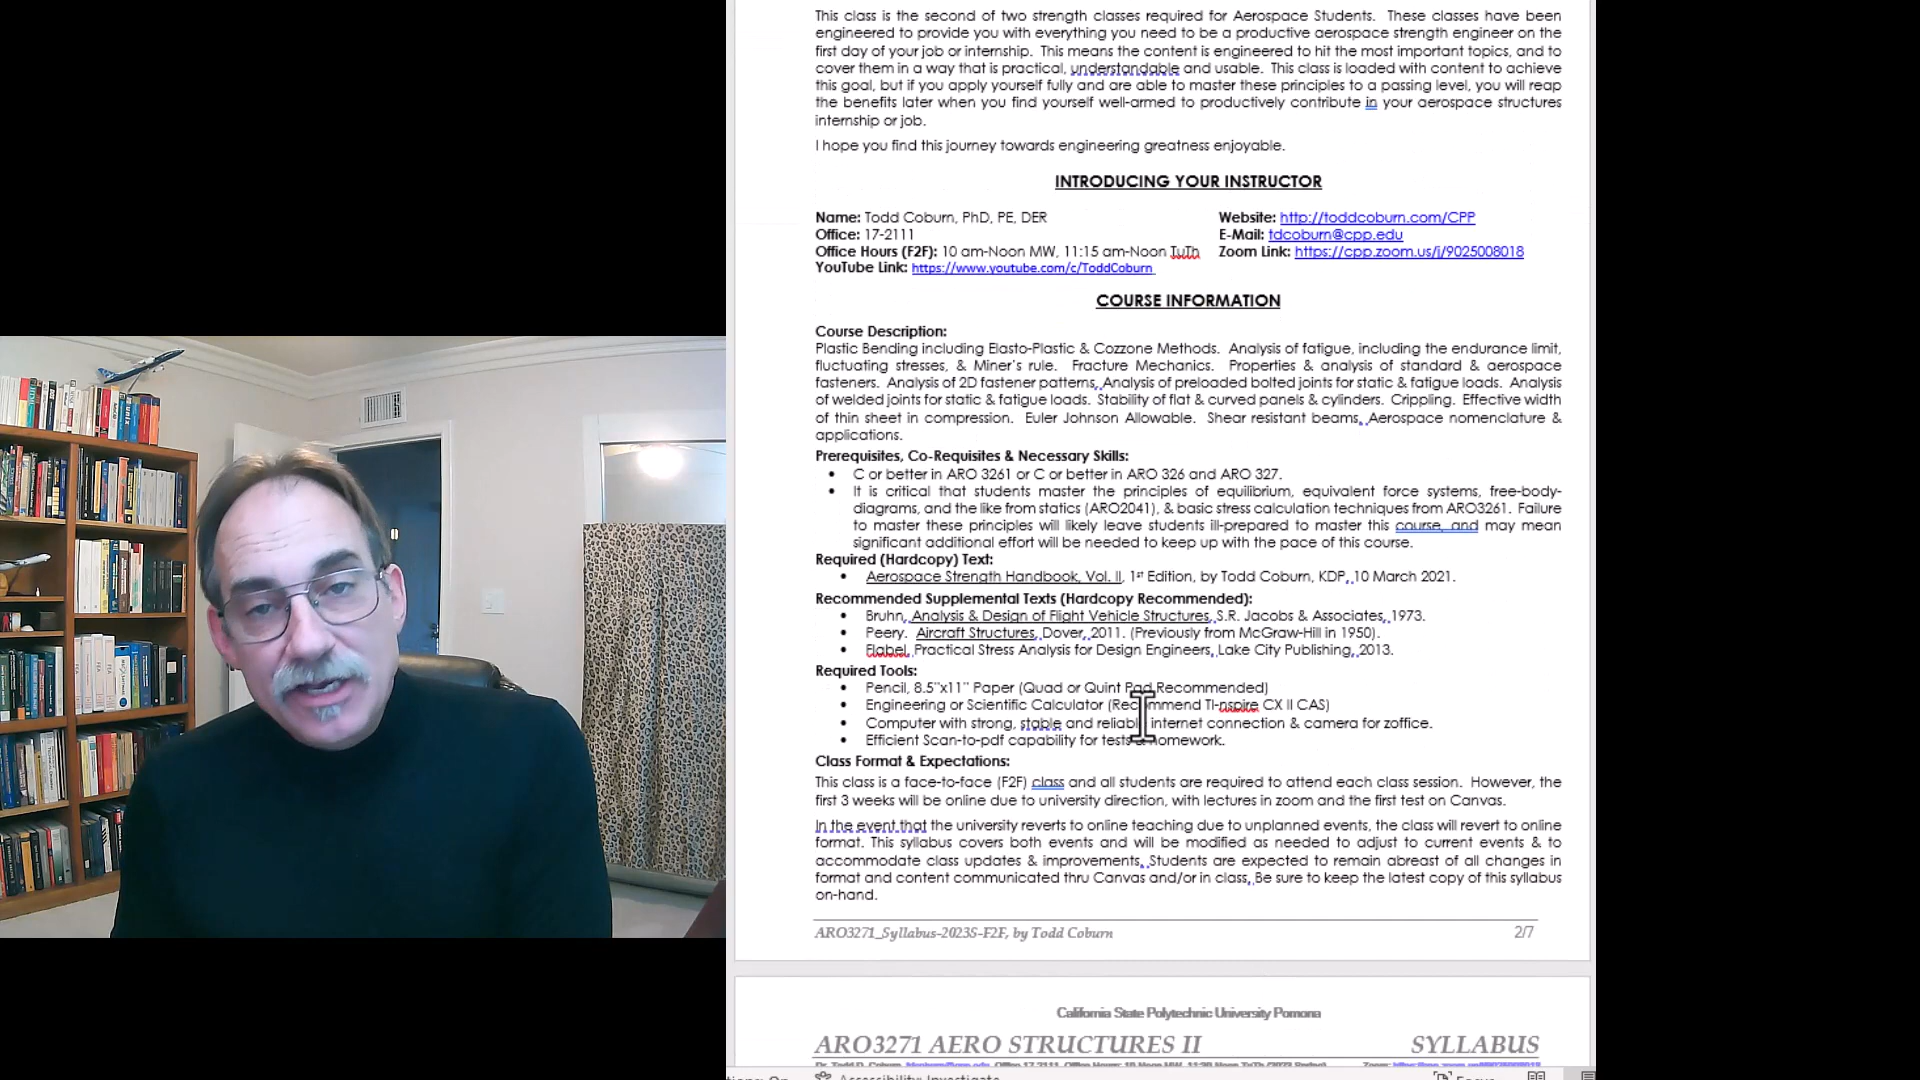 This class is the second of two strength classes required for Aerospace Students. These classes have been
engineered to provide you with everything you need to be a productive aerospace strength engineer on the
first day of your job or internship. This means the content is engineered to hit the most important topics, and to
cover them in a way that is practical, understandable and usable. This class is loaded with content to achieve
this goal, but if you apply yourself fully and are able to master these principles to a passing level, you will reap
the benefits later when you find yourself well-armed to productively contribute in your aerospace structures
internship or job.
I hope you find this journey towards engineering greatness enjoyable.
INTRODUCING YOUR INSTRUCTOR
Name: Todd Coburn, PhD, PE, DER Website: http://toddcoburn.com/CPP
Office: 17-2111 E-Mail: tdcoburn@cpp.edu
Office Hours (F2F): 10 am-Noon MW, 11:15 am-Noon TuTh Zoom Link: https://cpp.zoom.us/j/9025008018
YouTube Link: https://www.youtube.com/c/ToddCoburn
COURSE INFORMATION
Course Description:
Plastic Bending including Elasto-Plastic & Cozzone Methods. Analysis of fatigue, including the endurance limit,
fluctuating stresses, & Miner's rule. Fracture Mechanics. Properties & analysis of standard & aerospace
fasteners. Analysis of 2D fastener patterns. Analysis of preloaded bolted joints for static & fatigue loads. Analysis
of welded joints for static & fatigue loads. Stability of flat & curved panels & cylinders. Crippling. Effective width
of thin sheet in compression. Euler Johnson Allowable. Shear resistant beams. Aerospace nomenclature &
applications.
Prerequisites, Co-Requisites & Necessary Skills:
• C or better in ARO 3261 or C or better in ARO 326 and ARO 327.
• It is critical that students master the principles of equilibrium, equivalent force systems, free-body-
diagrams, and the like from statics (ARO2041), & basic stress calculation techniques from ARO3261. Failure
to master these principles will likely leave students ill-prepared to master this course, and may mean
significant additional effort will be needed to keep up with the pace of this course.
Required (Hardcopy) Text:
• Aerospace Strength Handbook, Vol. II, 1st Edition, by Todd Coburn, KDP, 10 March 2021.
Recommended Supplemental Texts (Hardcopy Recommended):
• Bruhn, Analysis & Design of Flight Vehicle Structures, S.R. Jacobs & Associates, 1973.
• Peery. Aircraft Structures, Dover, 2011. (Previously from McGraw-Hill in 1950).
• Flabel, Practical Stress Analysis for Design Engineers, Lake City Publishing, 2013.
Required Tools:
• Pencil, 8.5"x11" Paper (Quad or Quint Pad Recommended)
• Engineering or Scientific Calculator (Recommend TI-nspire CX II CAS)
• Computer with strong, stable and reliable internet connection & camera for zoffice.
• Efficient Scan-to-pdf capability for tests & homework.
Class Format & Expectations:
This class is a face-to-face (F2F) class and all students are required to attend each class session. However, the
first 3 weeks will be online due to university direction, with lectures in zoom and the first test on Canvas.
In the event that the university reverts to online teaching due to unplanned events, the class will revert to online
format. This syllabus covers both events and will be modified as needed to adjust to current events & to
accommodate class updates & improvements. Students are expected to remain abreast of all changes in
format and content communicated thru Canvas and/or in class. Be sure to keep the latest copy of this syllabus
on-hand.
ARO3271_Syllabus-2023S-F2F, by Todd Coburn 2/7
California State Polytechnic University Pomona
ARO3271 AERO STRUCTURES II SYLLABUS